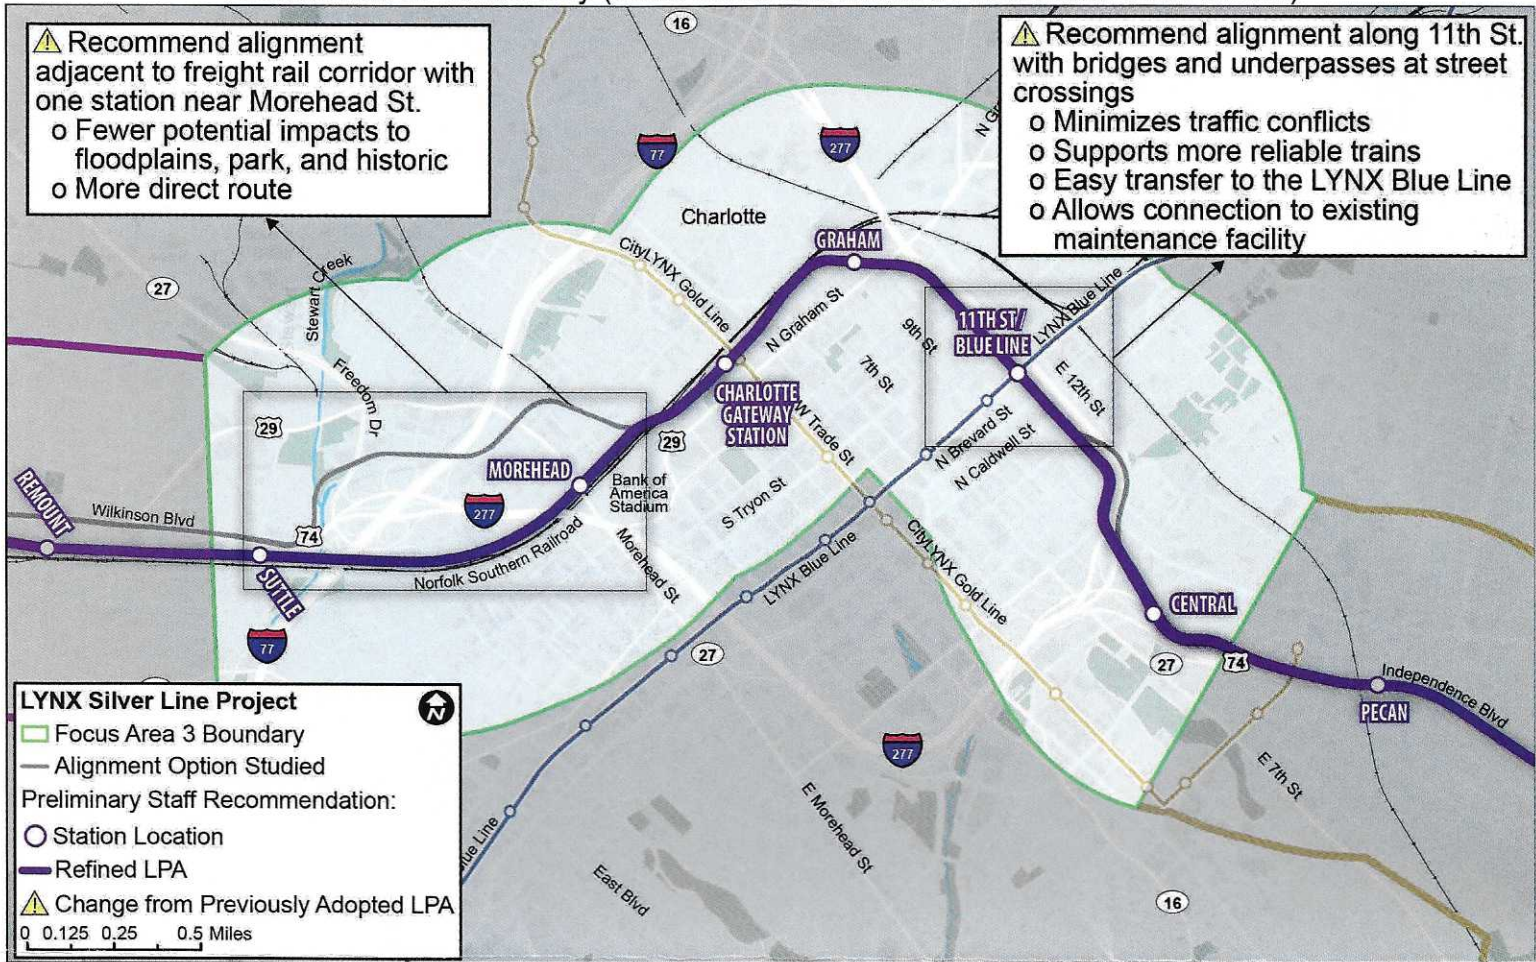 ⚠ Recommend alignment
adjacent to freight rail corridor with
one station near Morehead St.
o Fewer potential impacts to
floodplains, park, and historic
o More direct route
⚠ Recommend alignment along 11th St.
with bridges and underpasses at street
crossings
o Minimizes traffic conflicts
o Supports more reliable trains
o Easy transfer to the LYNX Blue Line
o Allows connection to existing
maintenance facility
16
77
277
Charlotte
GRAHAM
CityLYNX Gold Line
27
Stewart Creek
Freedom Dr
N Graham St
9th St
7th St
11TH ST/
BLUE LINE
LYNX Blue Line
E 12th St
CHARLOTTE
GATEWAY
STATION
W Trade St
29
29
MOREHEAD
277
Bank of
America
Stadium
S Tryon St
N Brevard St
N Caldwell St
REMOUNT
Wilkinson Blvd
74
SUTTLE
Norfolk Southern Railroad
Morehead St
LYNX Blue Line
CityLYNX Gold Line
CENTRAL
77
27
27
74
Independence Blvd
PECAN
277
E 7th St
E Morehead St
East Blvd
16
LYNX Silver Line Project
N
Focus Area 3 Boundary
Alignment Option Studied
Preliminary Staff Recommendation:
Station Location
Refined LPA
⚠ Change from Previously Adopted LPA
0 0.125 0.25 0.5 Miles